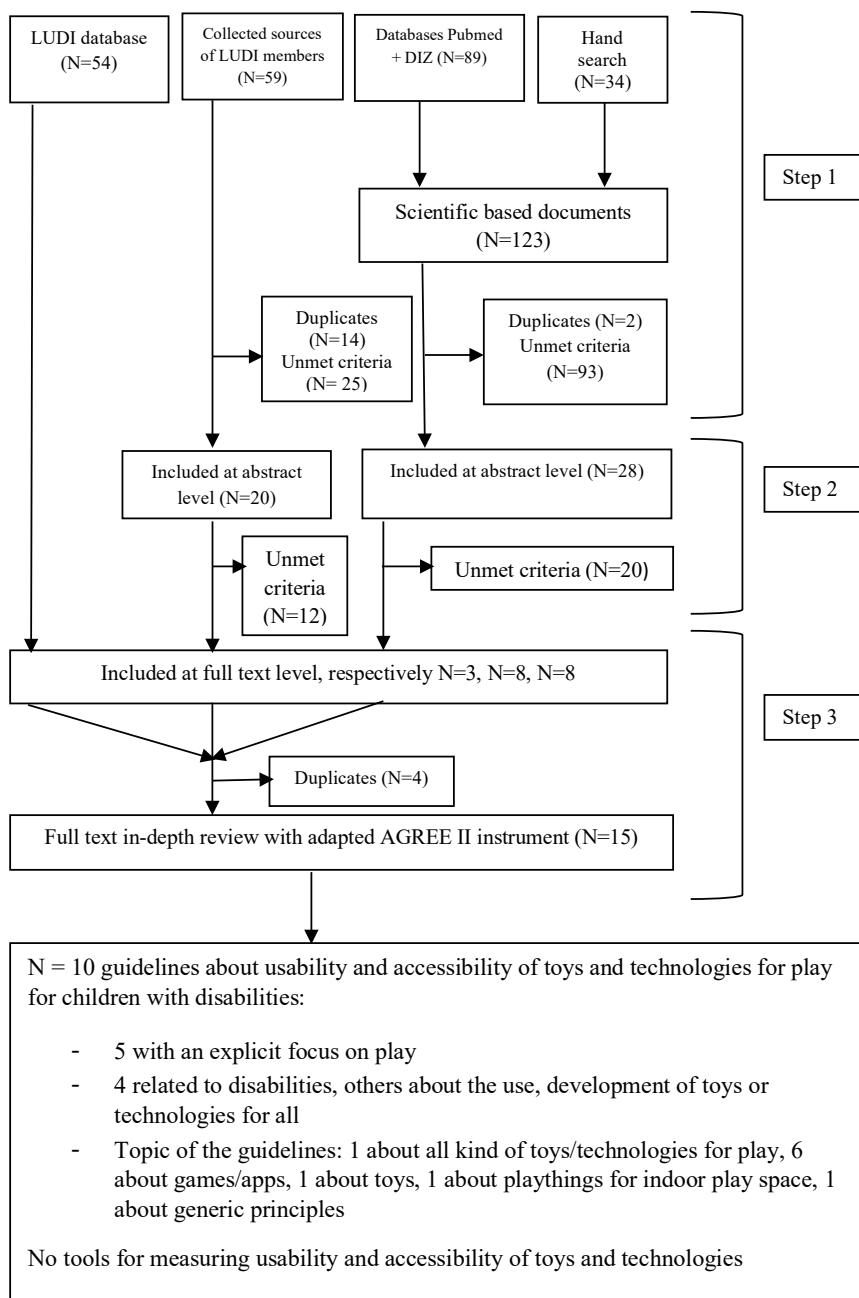 LUDI database
(N=54)
Collected sources
of LUDI members
(N=59)
Databases Pubmed
+ DIZ (N=89)
Hand
search
(N=34)
Step 1
Scientific based documents
(N=123)
Duplicates
(N=14)
Unmet criteria
(N= 25)
Duplicates (N=2)
Unmet criteria
(N=93)
Included at abstract
level (N=20)
Included at abstract level (N=28)
Step 2
Unmet
criteria
(N=12)
Unmet criteria (N=20)
Included at full text level, respectively N=3, N=8, N=8
Step 3
Duplicates (N=4)
Full text in-depth review with adapted AGREE II instrument (N=15)
N = 10 guidelines about usability and accessibility of toys and technologies for play
for children with disabilities:
- 5 with an explicit focus on play
- 4 related to disabilities, others about the use, development of toys or
technologies for all
- Topic of the guidelines: 1 about all kind of toys/technologies for play, 6
about games/apps, 1 about toys, 1 about playthings for indoor play space, 1
about generic principles
No tools for measuring usability and accessibility of toys and technologies